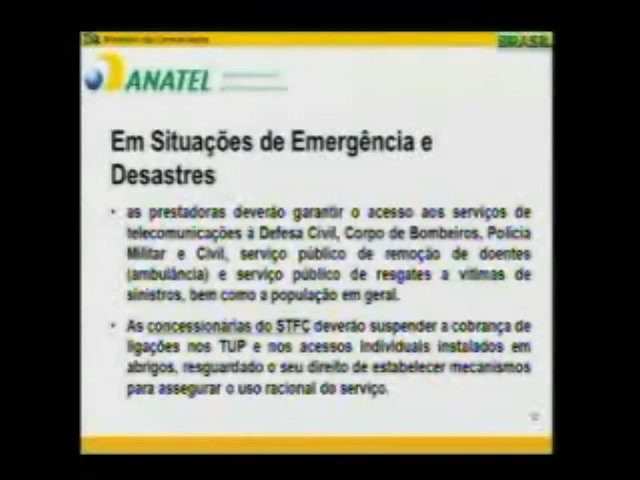 BRASIL
ANATEL
Em Situações de Emergência e
Desastres
• as prestadoras deverão garantir o acesso aos serviços de
telecomunicações à Defesa Civil, Corpo de Bombeiros, Polícia
Militar e Civil, serviço público de remoção de doentes
(ambulância) e serviço público de resgates a vítimas de
sinistros, bem como a população em geral.
• As concessionárias do STFC deverão suspender a cobrança de
ligações nos TUP e nos acessos individuais instalados em
abrigos, resguardado o seu direito de estabelecer mecanismos
para assegurar o uso racional do serviço.